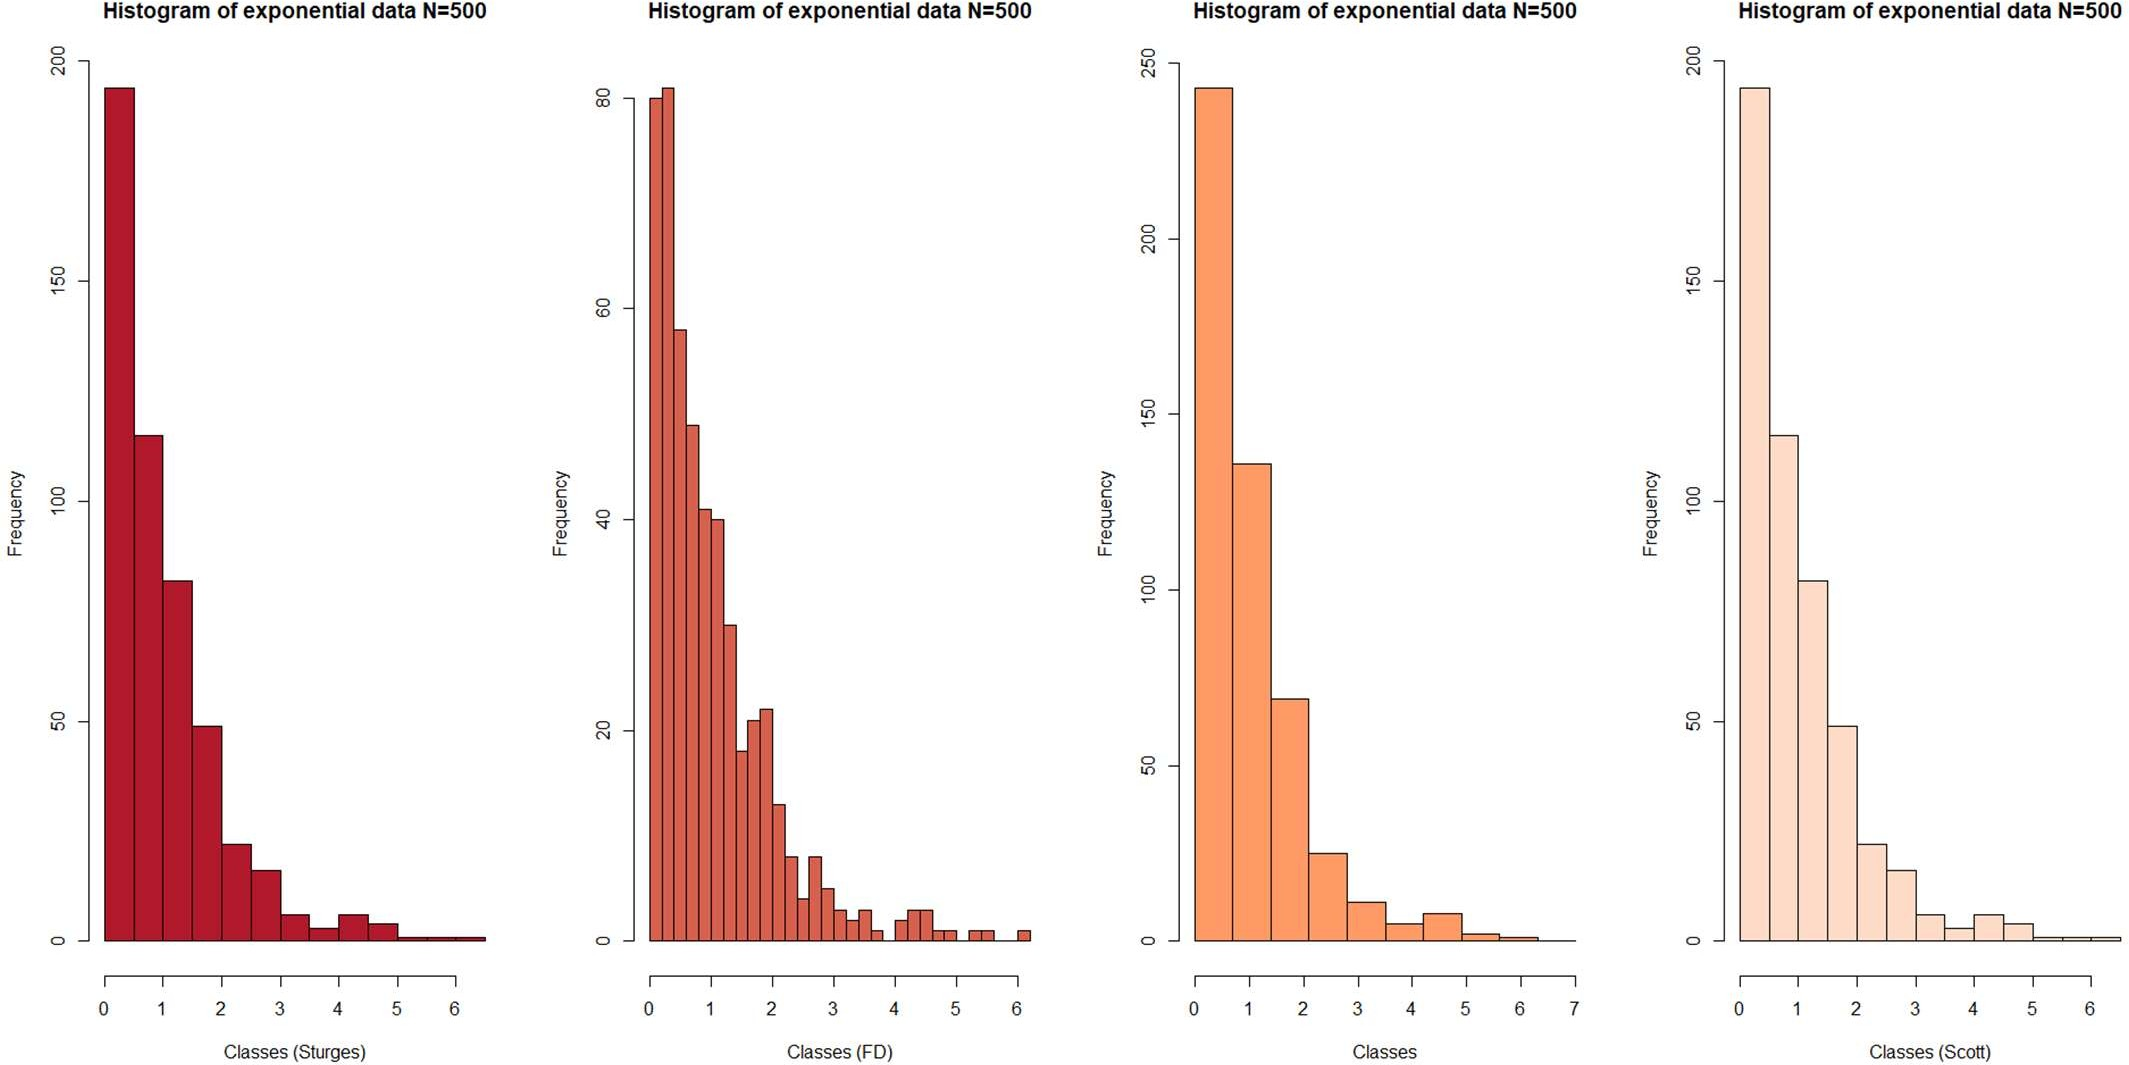 Histogram of exponential data N=500
Frequency
200
150
100
50
0
0 1 2 3 4 5 6
Classes (Sturges)
Histogram of exponential data N=500
Frequency
80
60
40
20
0
0 1 2 3 4 5 6
Classes (FD)
Histogram of exponential data N=500
Frequency
250
200
150
100
50
0
0 1 2 3 4 5 6 7
Classes
Histogram of exponential data N=500
Frequency
200
150
100
50
0
0 1 2 3 4 5 6
Classes (Scott)